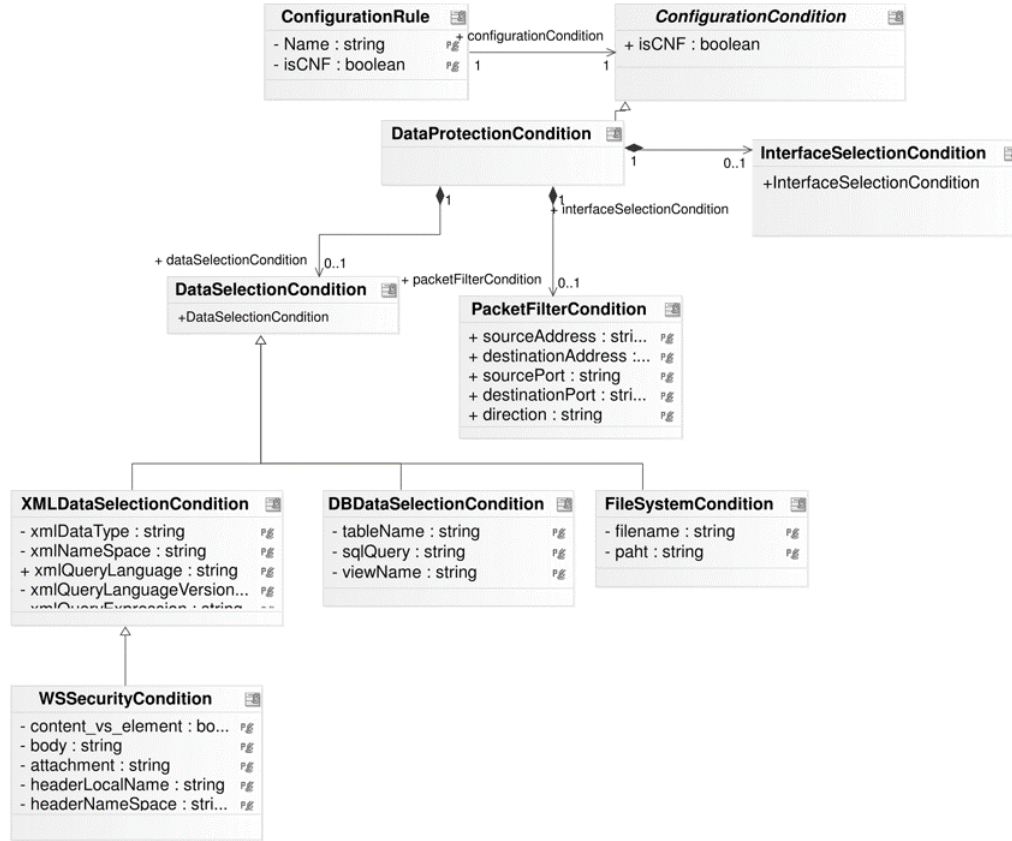 ConfigurationRule
- Name : string
- isCNF : boolean
+ configurationCondition
1
1
ConfigurationCondition
+ isCNF : boolean
DataProtectionCondition
1
0..1
InterfaceSelectionCondition
+InterfaceSelectionCondition
1
1
+ interfaceSelectionCondition
+ dataSelectionCondition
0..1
+ packetFilterCondition
0..1
DataSelectionCondition
+DataSelectionCondition
PacketFilterCondition
+ sourceAddress : stri...
+ destinationAddress :...
+ sourcePort : string
+ destinationPort : stri...
+ direction : string
XMLDataSelectionCondition
- xmlDataType : string
- xmlNameSpace : string
+ xmlQueryLanguage : string
- xmlQueryLanguageVersion...
xmlQueryExpression : string
DBDataSelectionCondition
- tableName : string
- sqlQuery : string
- viewName : string
FileSystemCondition
- filename : string
- paht : string
WSSecurityCondition
- content_vs_element : bo...
- body : string
- attachment : string
- headerLocalName : string
- headerNameSpace : stri...